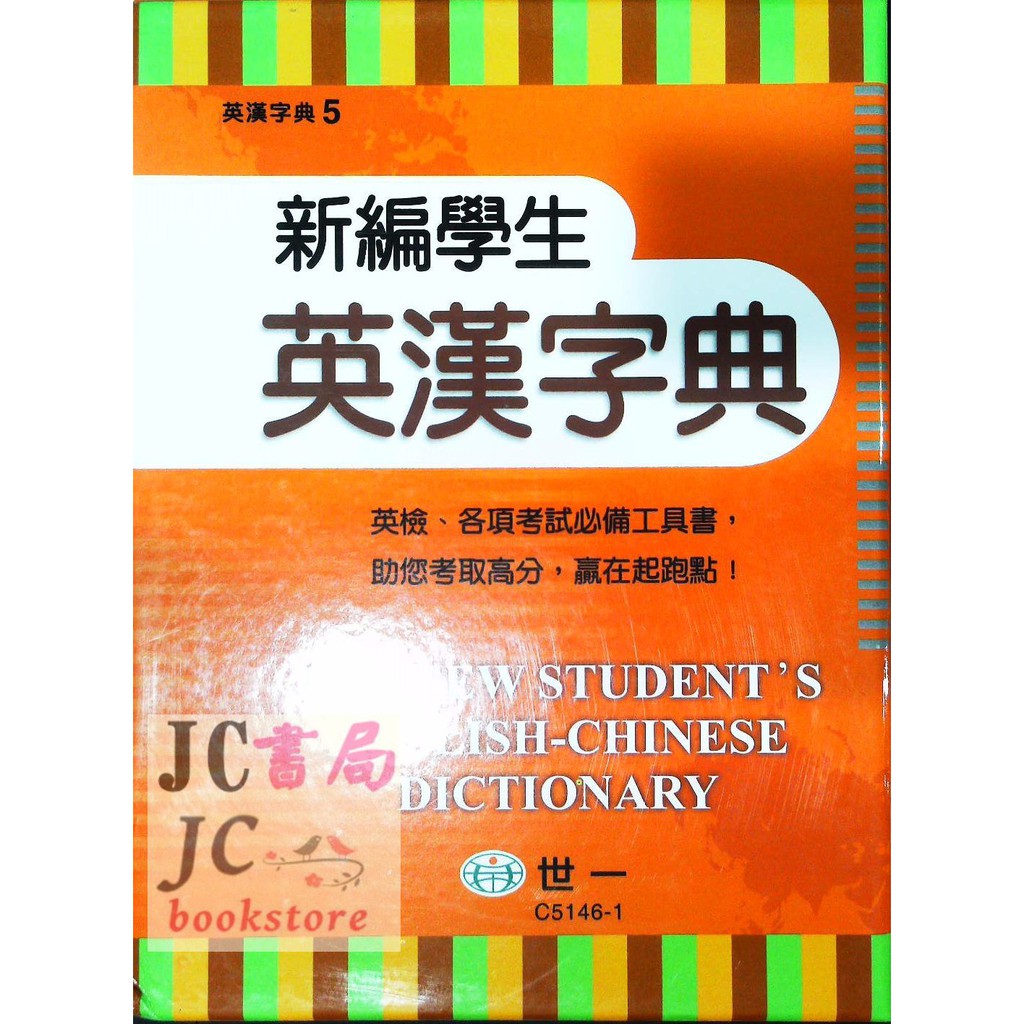 英漢字典 5
新編學生
英漢字典
英檢、各項考試必備工具書，
助您考取高分，贏在起跑點！
STUDENT’S
LISH-CHINESE
DICTIONARY
世一
C5146-1
JC書局
JC
bookstore